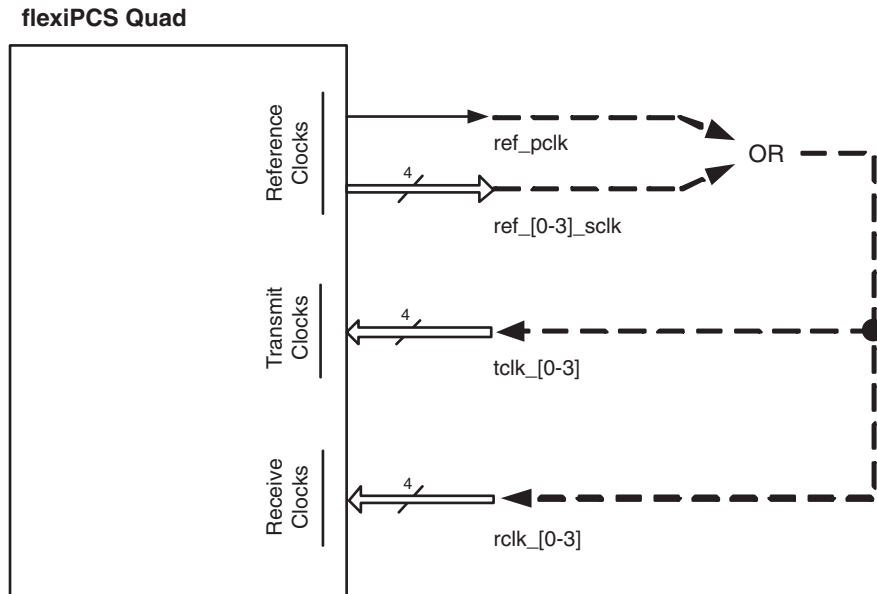 flexiPCS Quad
Reference
Clocks
ref_pclk
OR
4
ref_[0-3]_sclk
Transmit
Clocks
4
tclk_[0-3]
Receive
Clocks
4
rclk_[0-3]